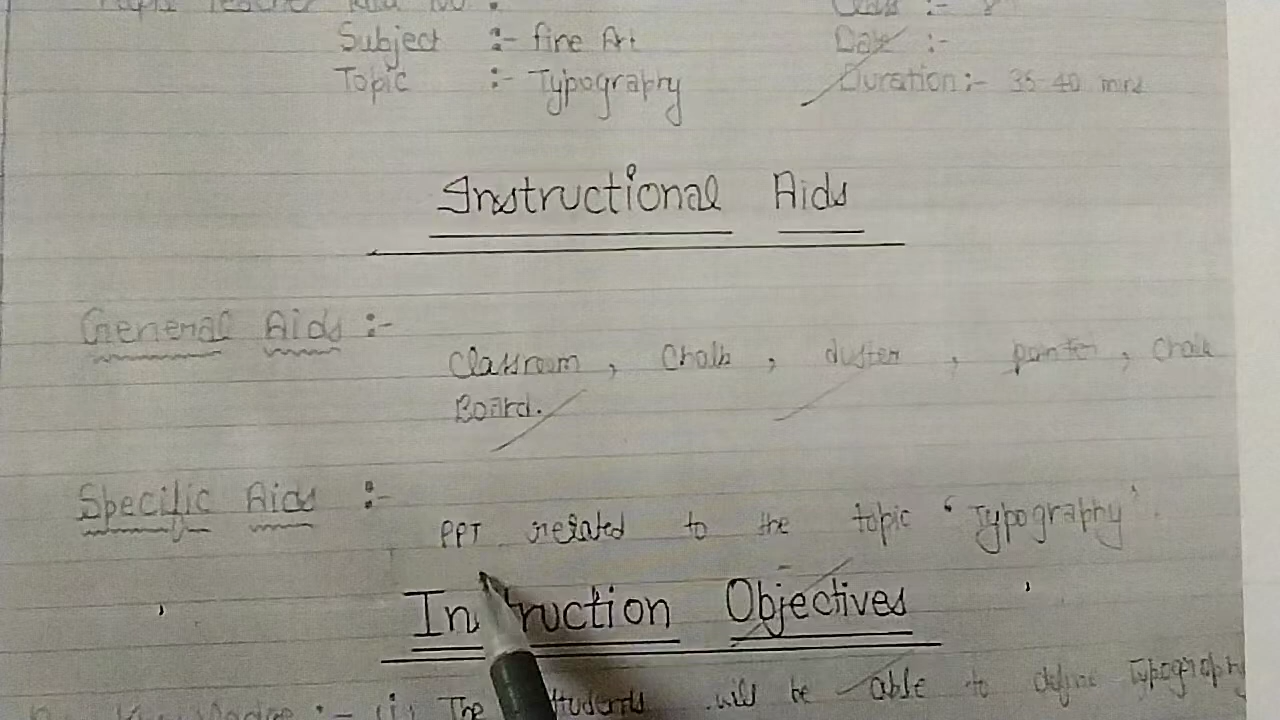 Subject :- fine Art
Date :-
Topic :- Typography
Duration :- 35-40 mins
Instructional Aids
General Aids :-
Classroom , Chalk , duster , pointer , Chalk
Board.
Specific Aids :-
PPT related to the topic ‘Typography’.
Instruction Objectives
(i) The students will be able to define Typography